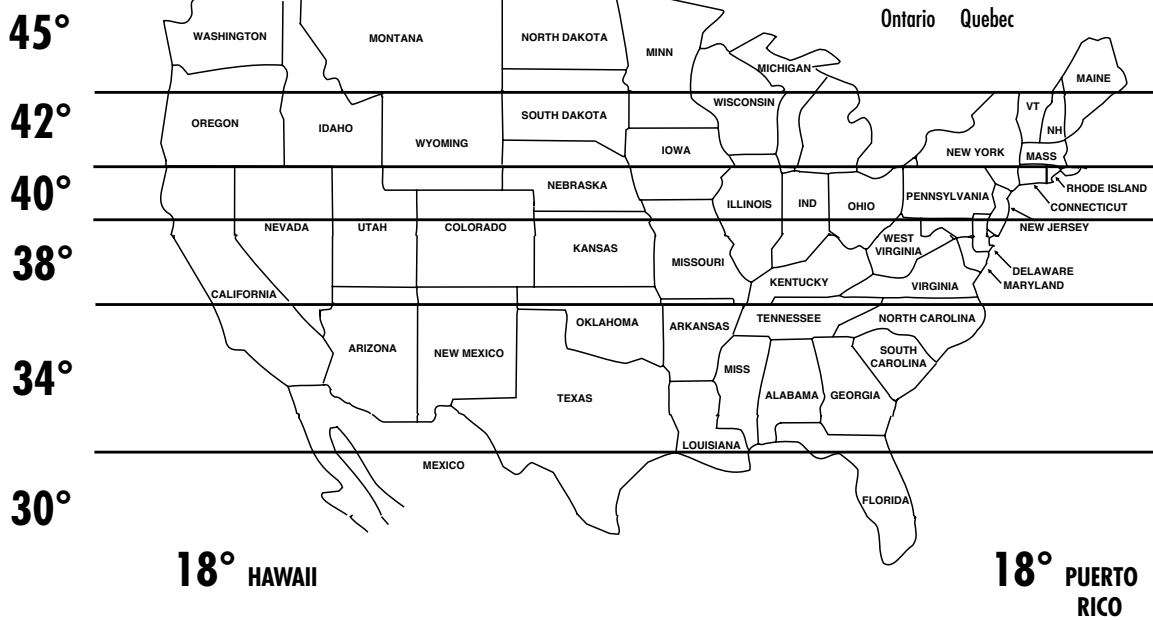 Ontario Quebec
45°
WASHINGTON
MONTANA
NORTH DAKOTA
MINN
MICHIGAN
MAINE
42°
OREGON
IDAHO
WYOMING
SOUTH DAKOTA
WISCONSIN
IOWA
NEW YORK
VT
NH
MASS
40°
NEBRASKA
ILLINOIS
IND
OHIO
PENNSYLVANIA
RHODE ISLAND
CONNECTICUT
NEW JERSEY
38°
NEVADA
UTAH
COLORADO
KANSAS
MISSOURI
WEST
VIRGINIA
KENTUCKY
VIRGINIA
DELAWARE
MARYLAND
CALIFORNIA
34°
ARIZONA
NEW MEXICO
OKLAHOMA
ARKANSAS
TENNESSEE
NORTH CAROLINA
SOUTH
CAROLINA
TEXAS
MISS
ALABAMA
GEORGIA
LOUISIANA
MEXICO
30°
FLORIDA
18° HAWAII
18° PUERTO
RICO